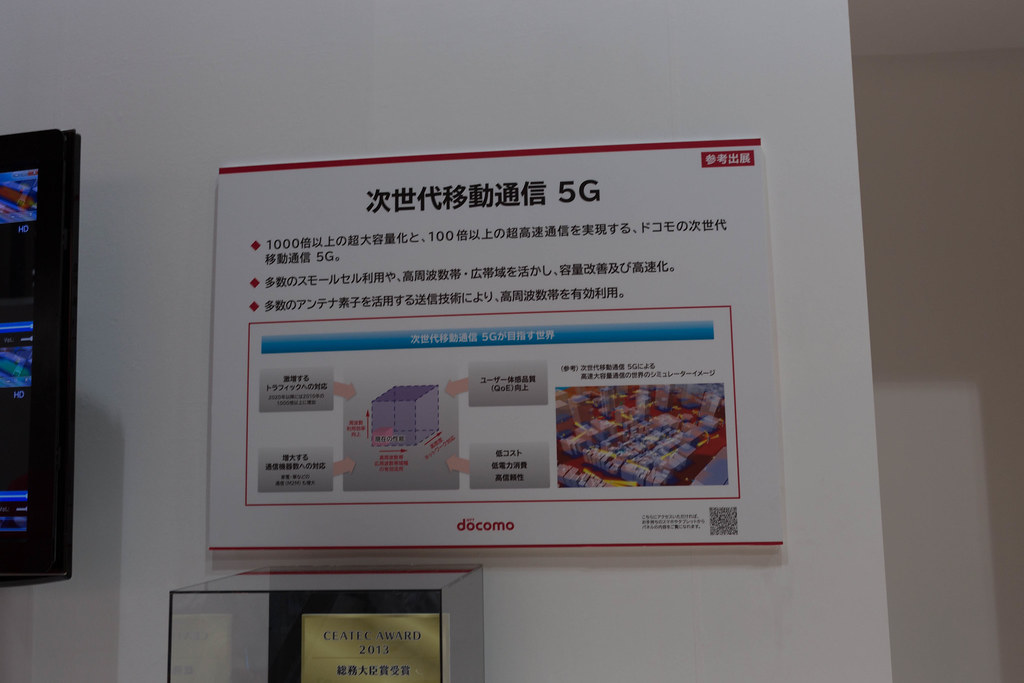 参考出展
次世代移動通信 5G
◆ 1000倍以上の超大容量化と、100倍以上の超高速通信を実現する、ドコモの次世代
移動通信 5G。
◆ 多数のスモールセル利用や、高周波数帯・広帯域を活かし、容量改善及び高速化。
◆ 多数のアンテナ素子を活用する送信技術により、高周波数帯を有効利用。
次世代移動通信 5Gが目指す世界
激増する
トラフィックへの対応
ユーザー体感品質
(QoE)向上
増大する
通信機器数への対応
低コスト
低電力消費
高信頼性
(参考) 次世代移動通信 5Gによる
高速大容量通信の世界のシミュレーターイメージ
döcomo
HD
HD
CEATEC AWARD
2013
総務大臣賞受賞